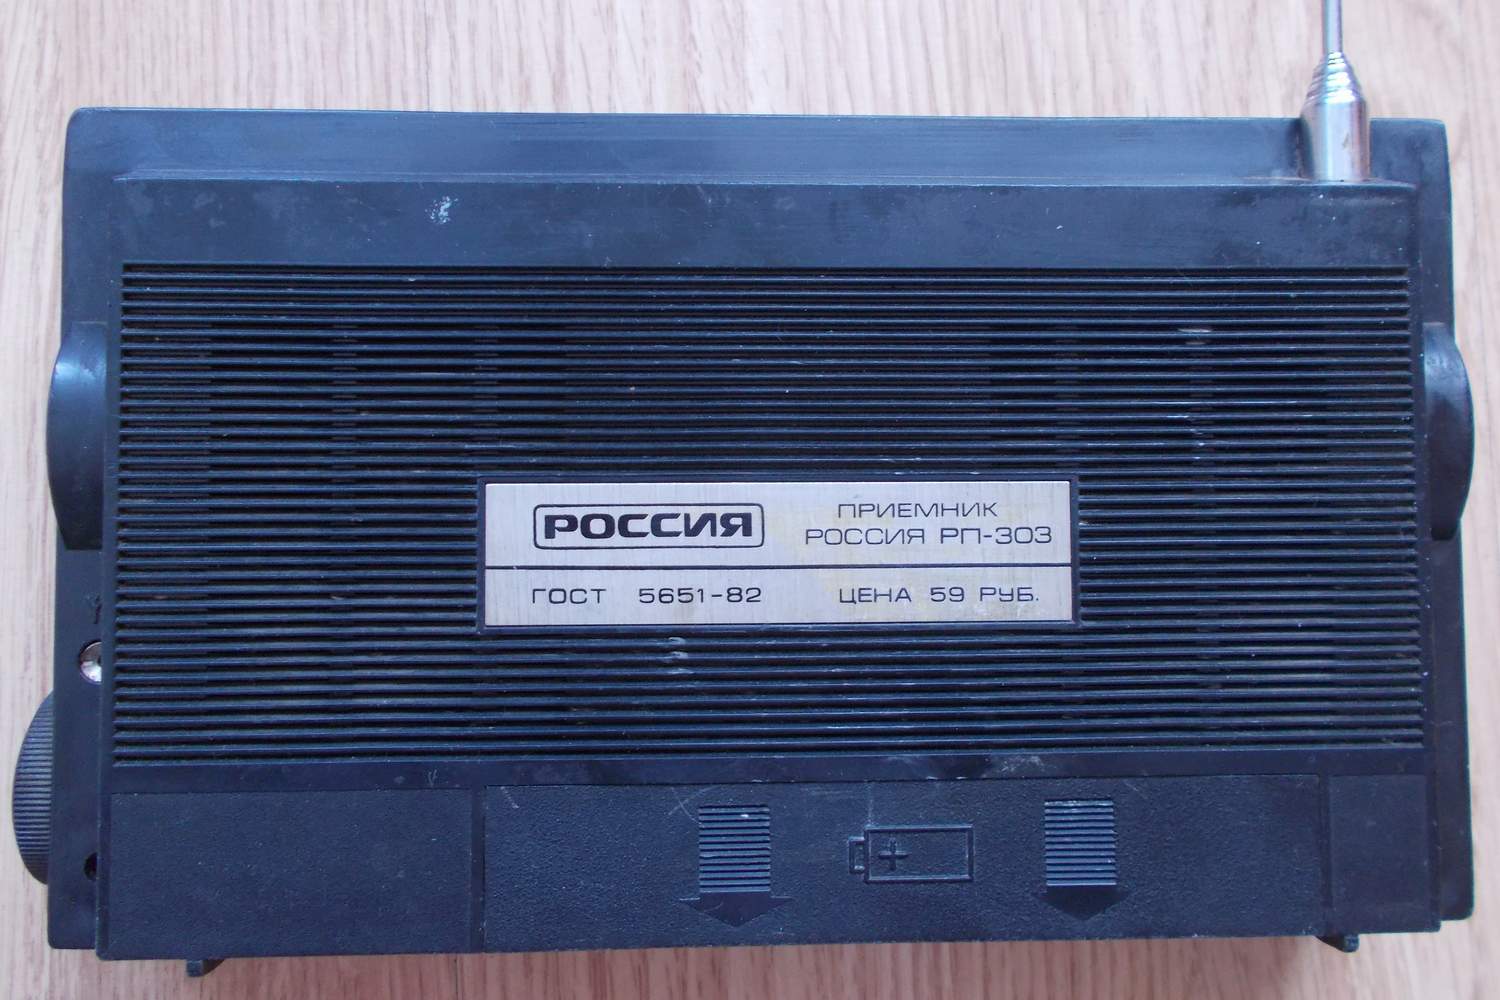 РОССИЯ
ПРИЕМНИК
РОССИЯ РП-303
ГОСТ 5651-82
ЦЕНА 59 РУБ.
+